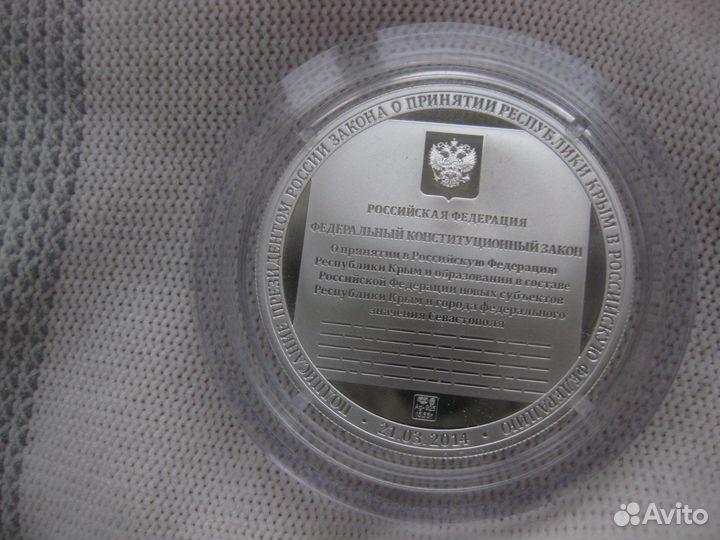 ПОДПИСАНИЕ ПРЕЗИДЕНТОМ РОССИИ ЗАКОНА О ПРИНЯТИИ РЕСПУБЛИКИ КРЫМ В РОССИЙСКУЮ ФЕДЕРАЦИЮ
РОССИЙСКАЯ ФЕДЕРАЦИЯ
ФЕДЕРАЛЬНЫЙ КОНСТИТУЦИОННЫЙ ЗАКОН
О принятии в Российскую Федерацию
Республики Крым и образовании в составе
Российской Федерации новых субъектов
Республики Крым и города федерального
значения Севастополя
• 21.03.2014 •
Avito